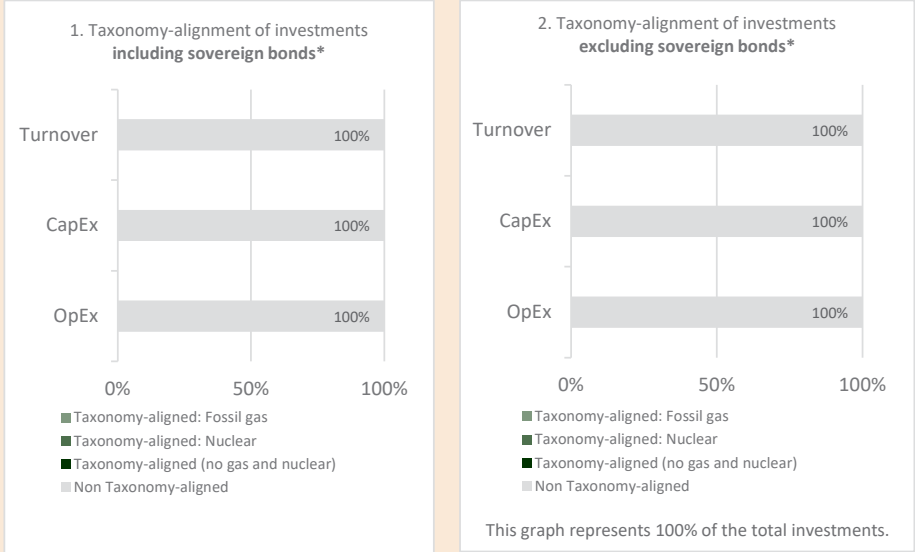 1. Taxonomy-alignment of investments
including sovereign bonds*
Turnover
100%
CapEx
100%
OpEx
100%
0%
50%
100%
Taxonomy-aligned: Fossil gas
Taxonomy-aligned: Nuclear
Taxonomy-aligned (no gas and nuclear)
Non Taxonomy-aligned
2. Taxonomy-alignment of investments
excluding sovereign bonds*
Turnover
100%
CapEx
100%
OpEx
100%
0%
50%
100%
Taxonomy-aligned: Fossil gas
Taxonomy-aligned: Nuclear
Taxonomy-aligned (no gas and nuclear)
Non Taxonomy-aligned
This graph represents 100% of the total investments.